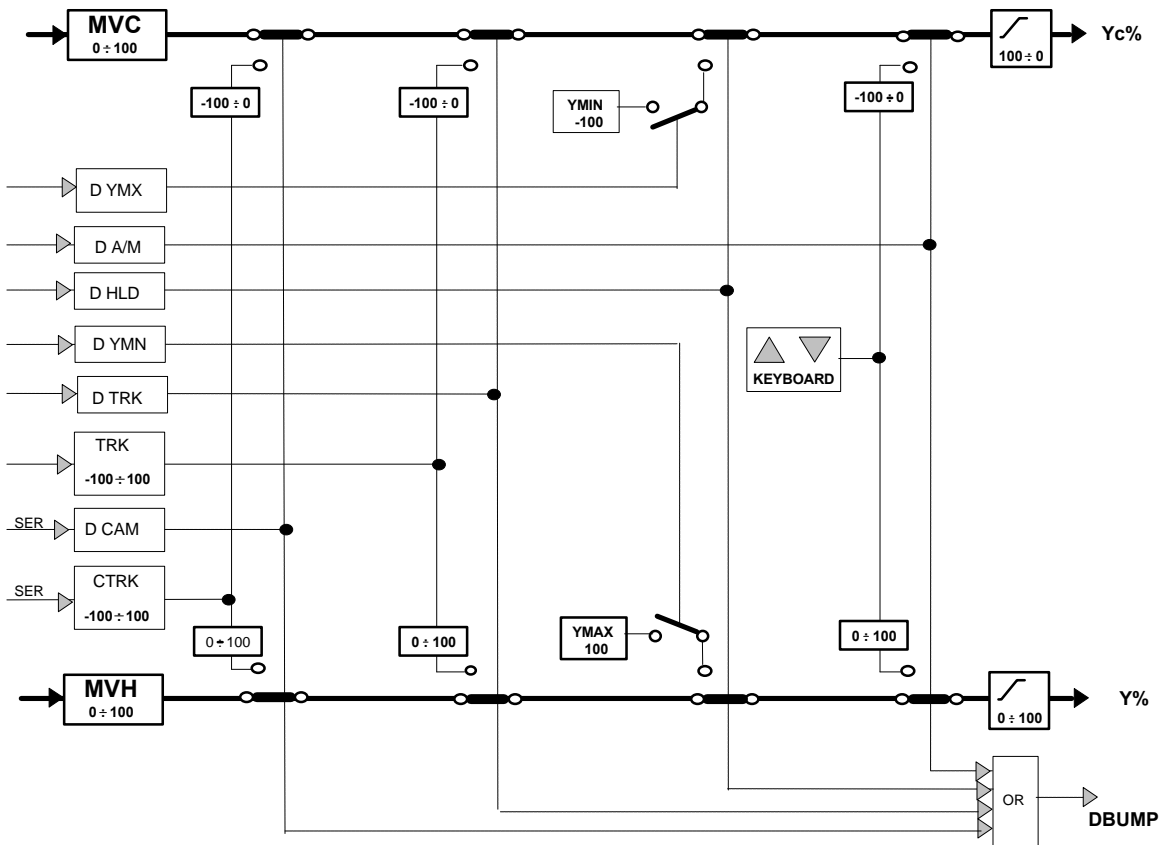 MVC
0 ÷ 100
100 ÷ 0
Yc%
-100 ÷ 0
-100 ÷ 0
YMIN
-100
-100 ÷ 0
D YMX
D A/M
D HLD
D YMN
KEYBOARD
D TRK
TRK
-100 ÷ 100
SER
D CAM
SER
CTRK
-100 ÷ 100
0 ÷ 100
0 ÷ 100
YMAX
100
0 ÷ 100
MVH
0 ÷ 100
0 ÷ 100
Y%
OR
DBUMP